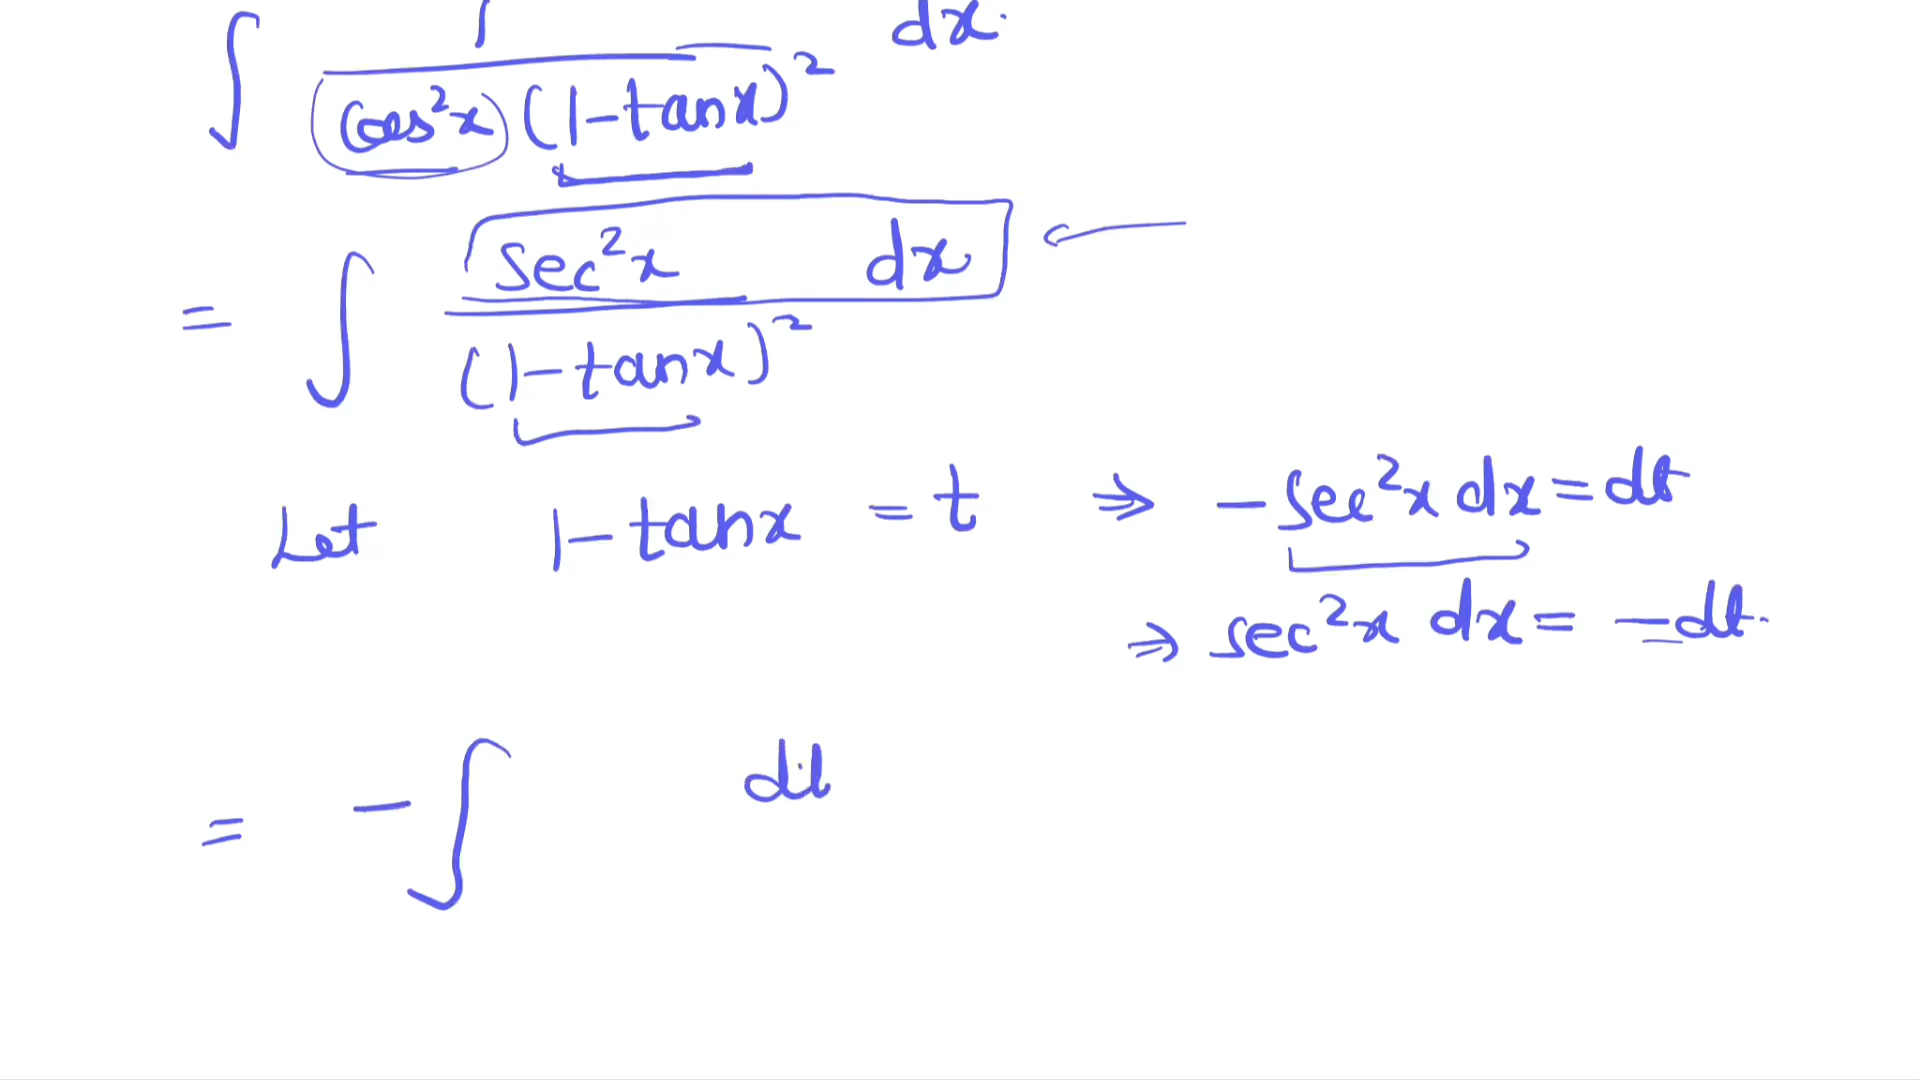 ∫ 1 / (cos²x) (1-tanx)² dx.
= ∫ sec²x dx / (1-tanx)²
Let 1-tanx = t ⇒ -sec²x dx = dt
⇒ sec²x dx = -dt.
= -∫ dt